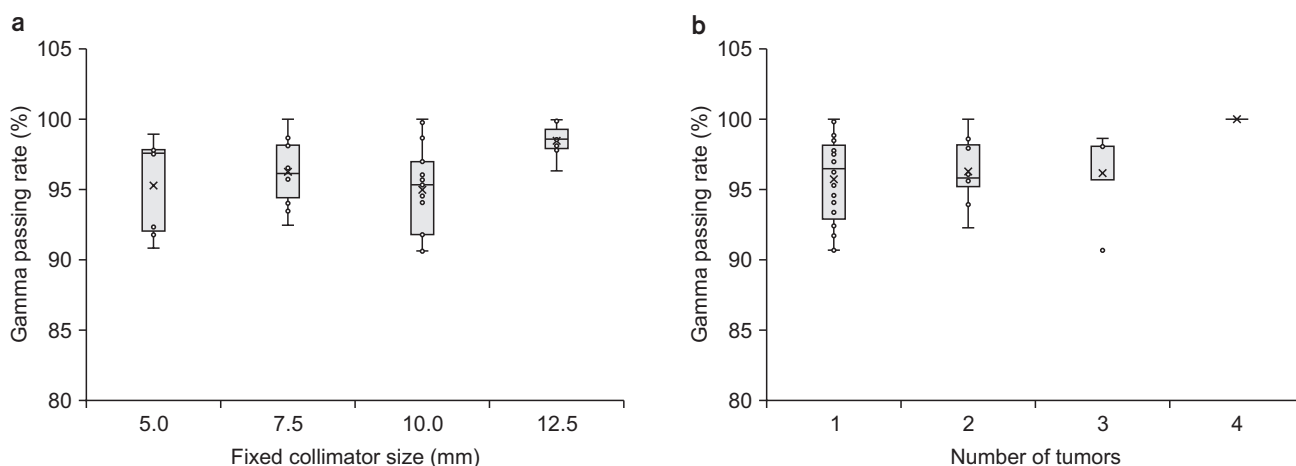 a
Gamma passing rate (%)
105
100
95
90
85
80
5.0 7.5 10.0 12.5
Fixed collimator size (mm)
b
Gamma passing rate (%)
105
100
95
90
85
80
1 2 3 4
Number of tumors